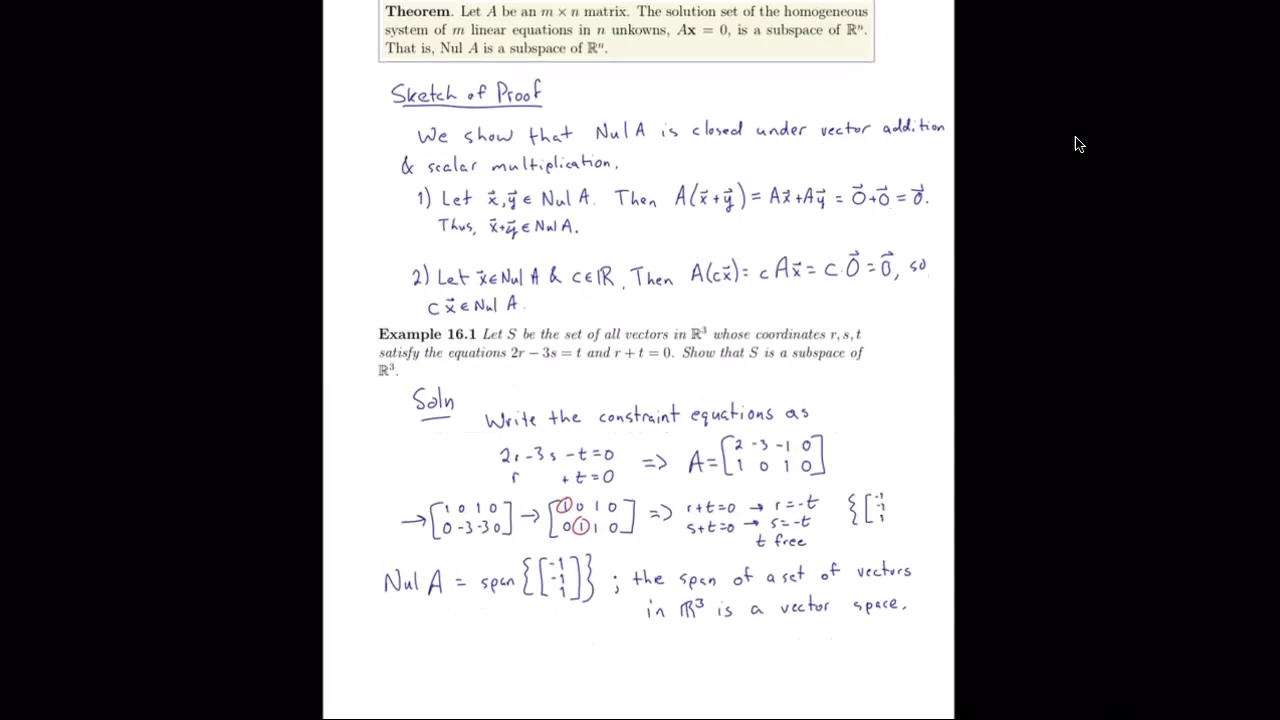 Theorem. Let A be an m × n matrix. The solution set of the homogeneous
system of m linear equations in n unkowns, Ax = 0, is a subspace of ℝⁿ.
That is, Nul A is a subspace of ℝⁿ.
Sketch of Proof
We show that Nul A is closed under vector addition
& scalar multiplication.
1) Let x⃗,y⃗ ∈ Nul A. Then A(x⃗+y⃗) = Ax⃗+Ay⃗ = 0⃗+0⃗ = 0⃗.
Thus, x⃗+y⃗ ∈ Nul A.
2) Let x⃗ ∈ Nul A & c∈ℝ. Then A(cx⃗) = cAx⃗ = c·0⃗ = 0⃗, so
cx⃗ ∈ Nul A.
Example 16.1 Let S be the set of all vectors in ℝ³ whose coordinates r, s, t
satisfy the equations 2r − 3s = t and r + t = 0. Show that S is a subspace of
ℝ³.
Soln
Write the constraint equations as
2r -3s -t=0
r +t=0
=> A= [2 -3 -1 0
1 0 1 0]
→ [1 0 1 0
0 -3 -3 0]
→ [1 0 1 0
0 1 1 0]
=> r+t=0 → r=-t
s+t=0 → s=-t
t free
{[-1
-1
1
Nul A = span {[-1
-1
1]} ; the span of a set of vectors
in ℝ³ is a vector space.